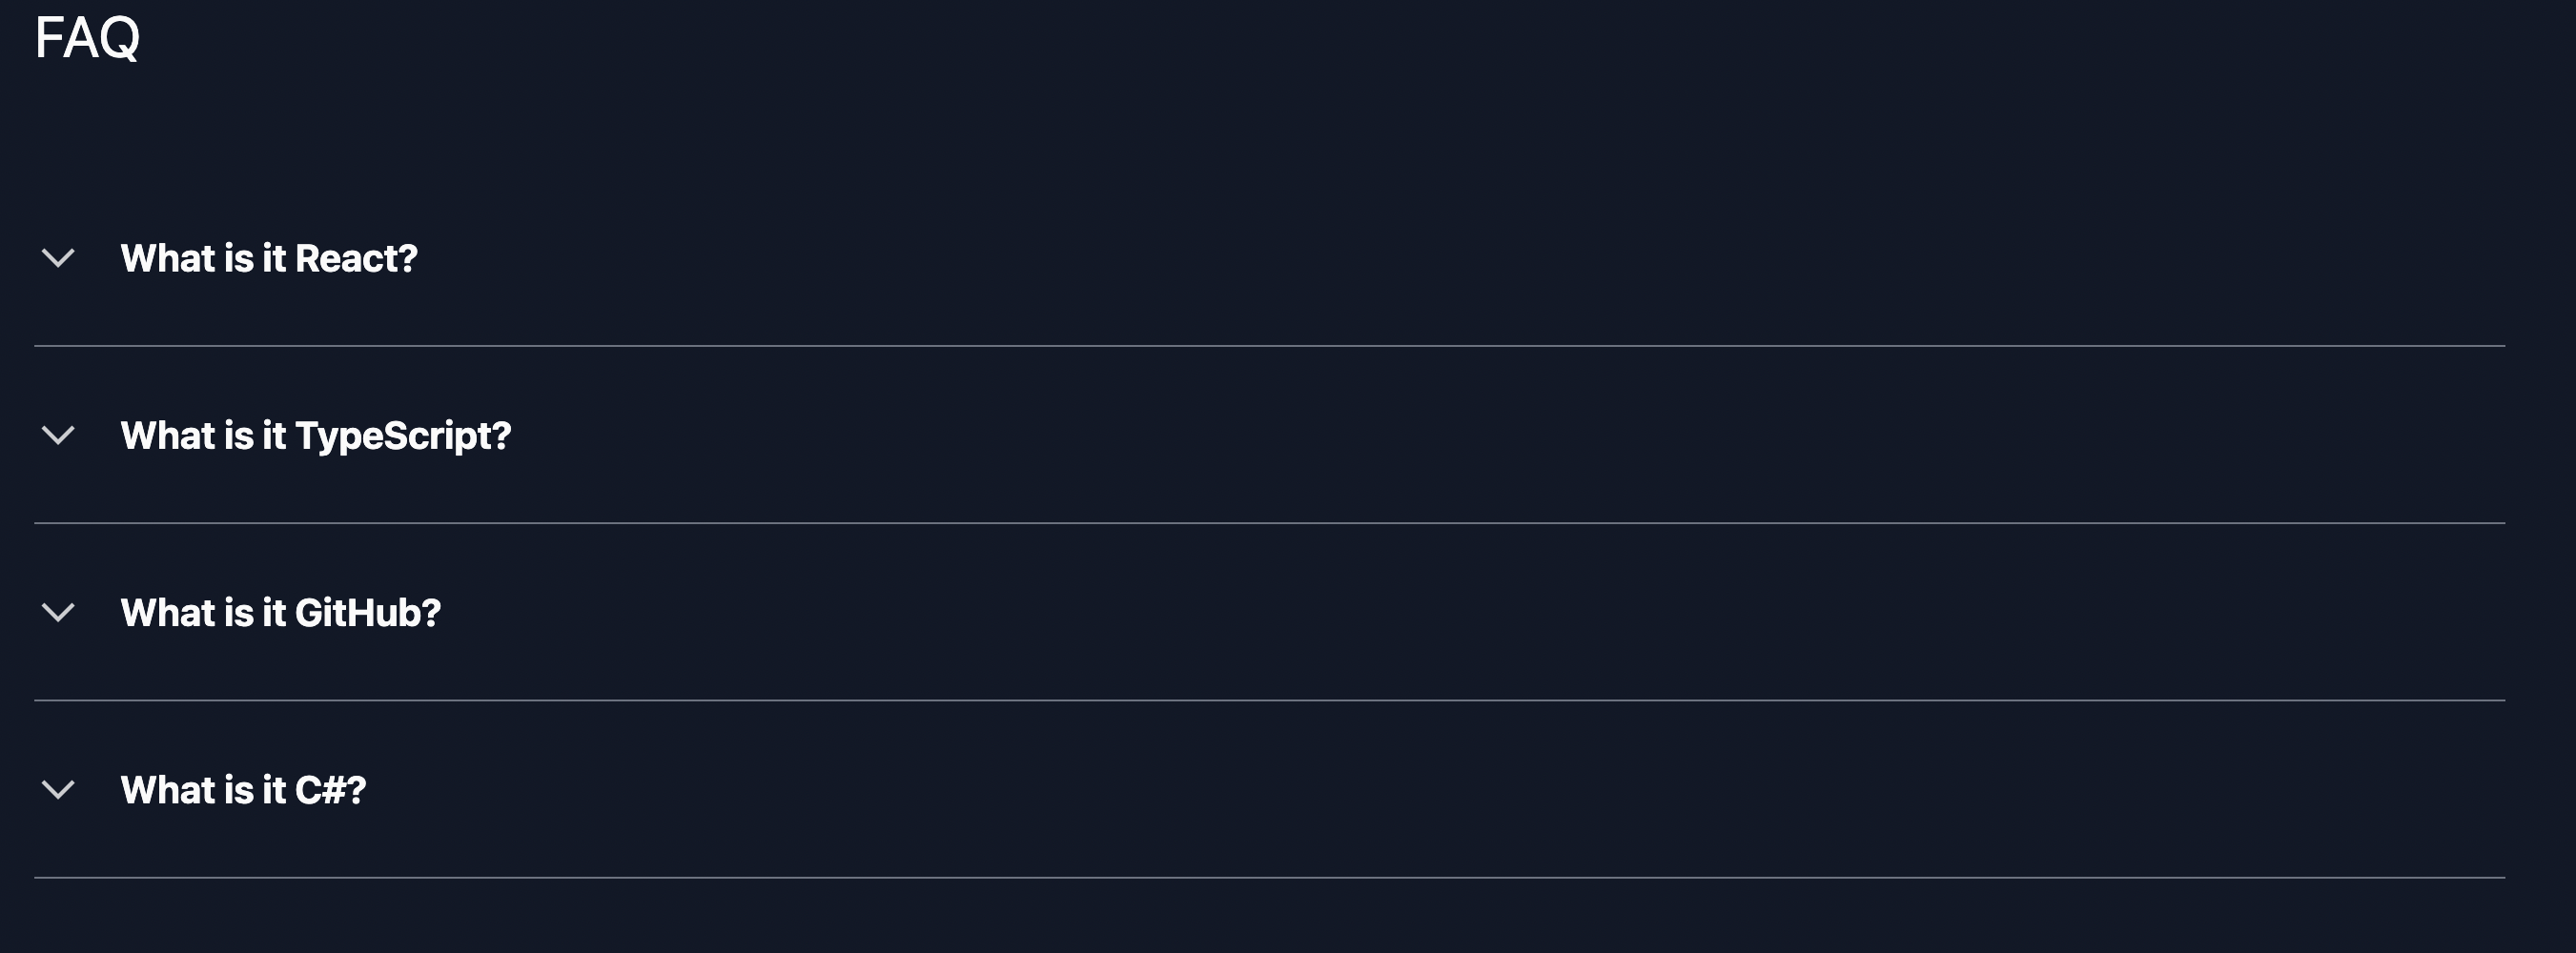 FAQ
What is it React?
What is it TypeScript?
What is it GitHub?
What is it C#?